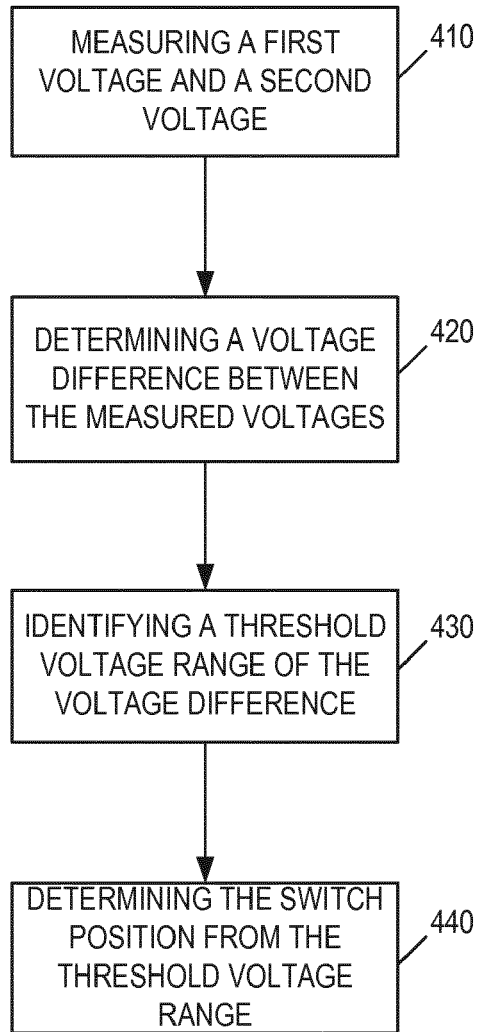 MEASURING A FIRST
VOLTAGE AND A SECOND
VOLTAGE
410
DETERMINING A VOLTAGE
DIFFERENCE BETWEEN
THE MEASURED VOLTAGES
420
IDENTIFYING A THRESHOLD
VOLTAGE RANGE OF THE
VOLTAGE DIFFERENCE
430
DETERMINING THE SWITCH
POSITION FROM THE
THRESHOLD VOLTAGE
RANGE
440